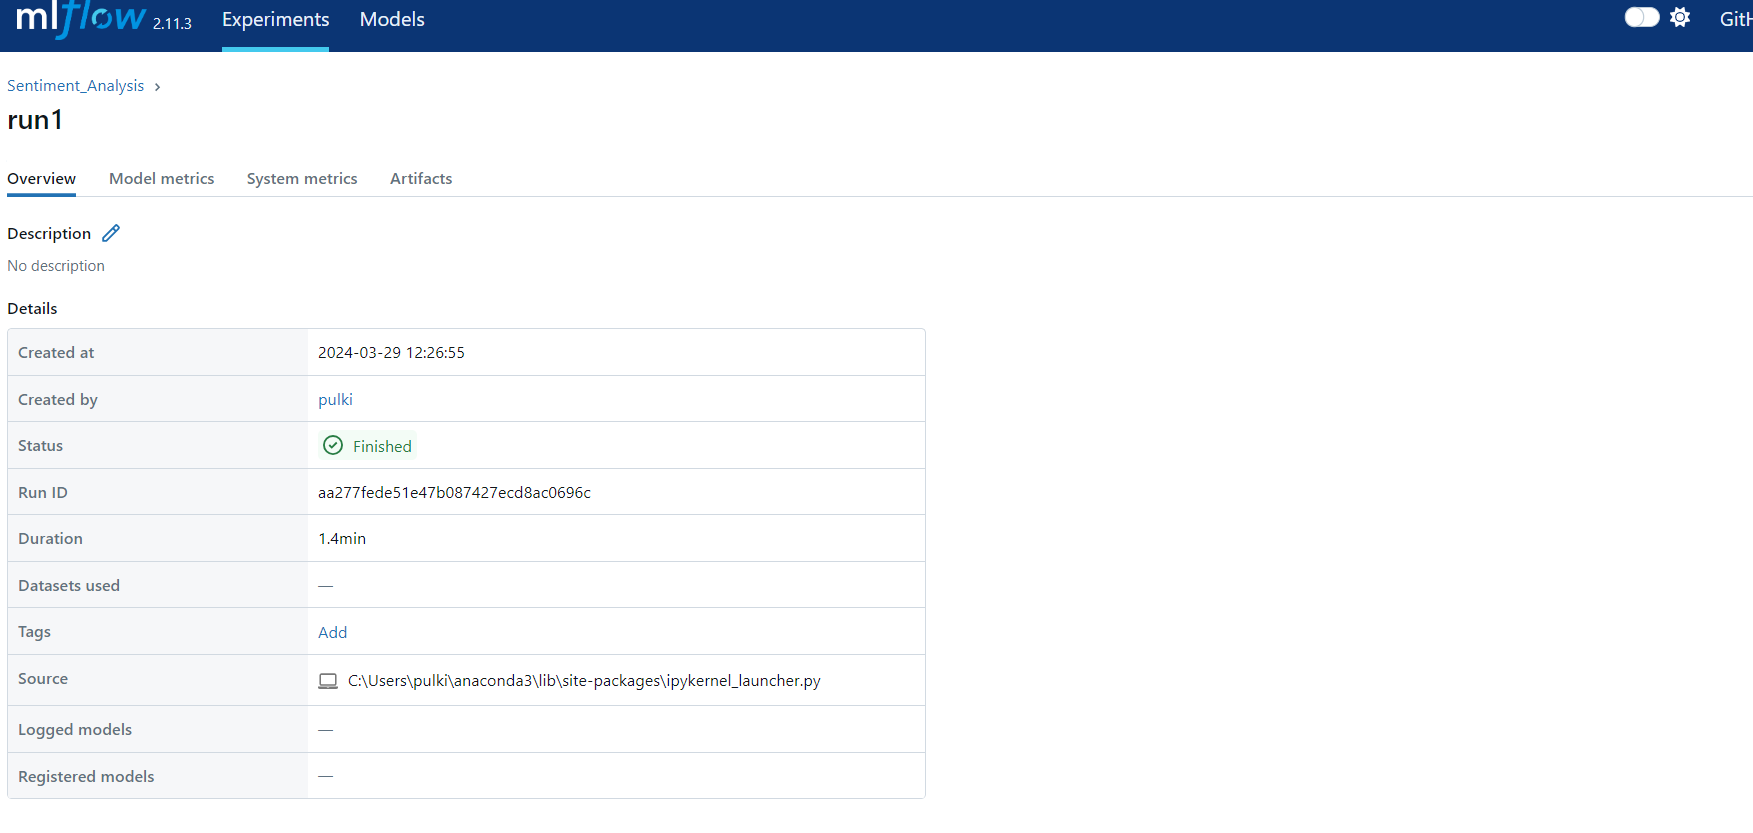 mlflow 2.11.3 Experiments Models
Sentiment_Analysis >
run1
Overview Model metrics System metrics Artifacts
Description
No description
Details
Created at 2024-03-29 12:26:55
Created by pulki
Status Finished
Run ID aa277fede51e47b087427ecd8ac0696c
Duration 1.4min
Datasets used —
Tags Add
Source C:\Users\pulki\anaconda3\lib\site-packages\ipykernel_launcher.py
Logged models —
Registered models —